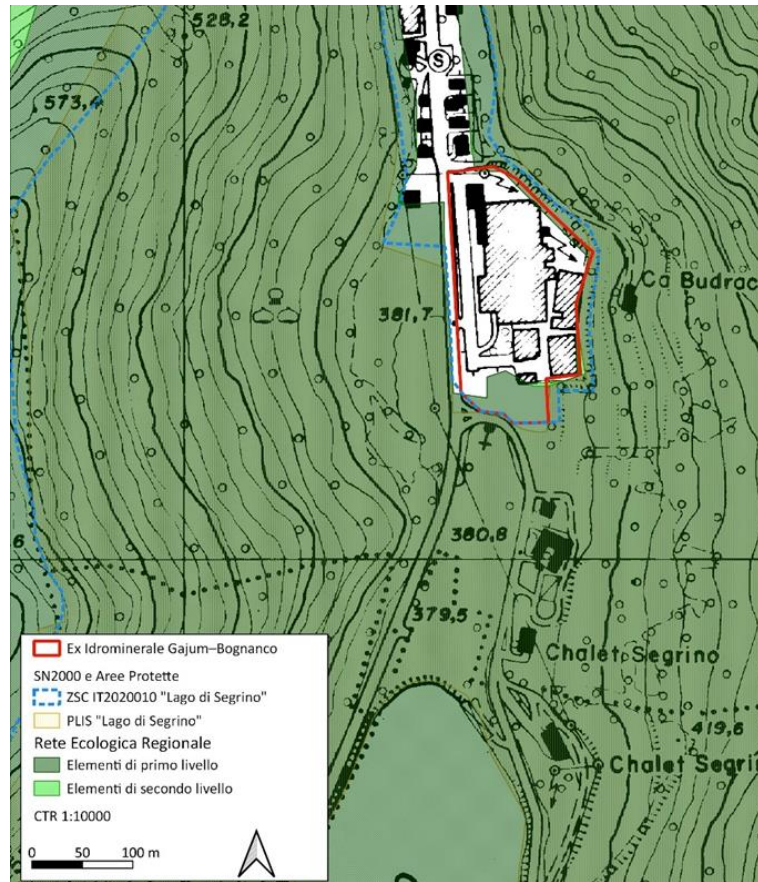 528,2
573,4
S
Ca Budrac
381,7
380,8
6
379,5
Chalet Segrino
419,6
Chalet Segri
Ex Idrominerale Gajum–Bognanco
SN2000 e Aree Protette
ZSC IT2020010 "Lago di Segrino"
PLIS "Lago di Segrino"
Rete Ecologica Regionale
Elementi di primo livello
Elementi di secondo livello
CTR 1:10000
0 50 100 m